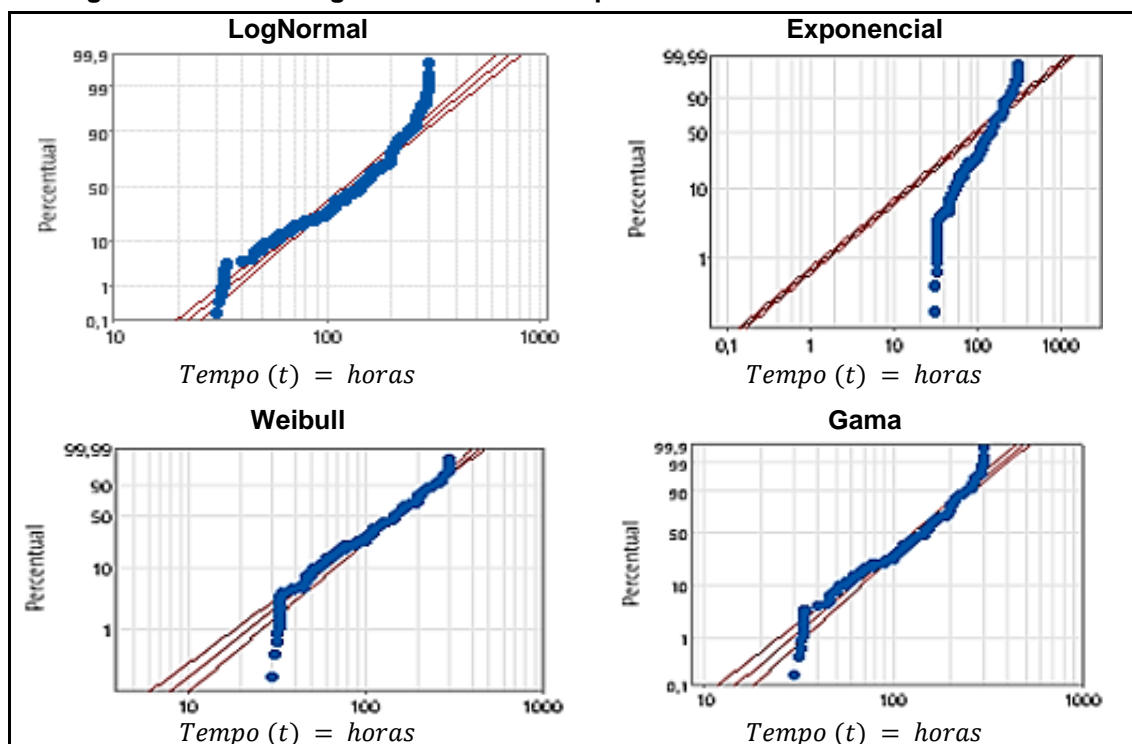 LogNormal
99,9
99
90
50
10
1
0,1
10 100 1000
Percentual
Tempo (t) = horas
Exponencial
99,99
90
50
10
1
0,1 1 10 100 1000
Percentual
Tempo (t) = horas
Weibull
99,99
90
50
10
1
10 100 1000
Percentual
Tempo (t) = horas
Gama
99,9
99
90
50
10
1
0,1
10 100 1000
Percentual
Tempo (t) = horas